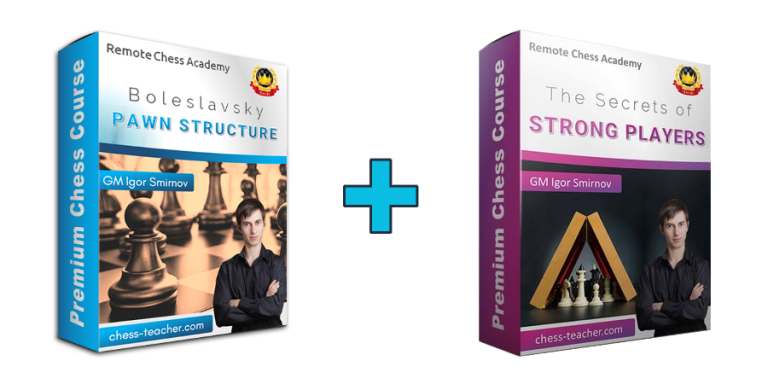 Premium Chess Course
Remote Chess Academy
Boleslavsky
PAWN STRUCTURE
GM Igor Smirnov
chess-teacher.com
Premium Chess Course
Remote Chess Academy
The Secrets of
STRONG PLAYERS
GM Igor Smirnov
chess-teacher.com